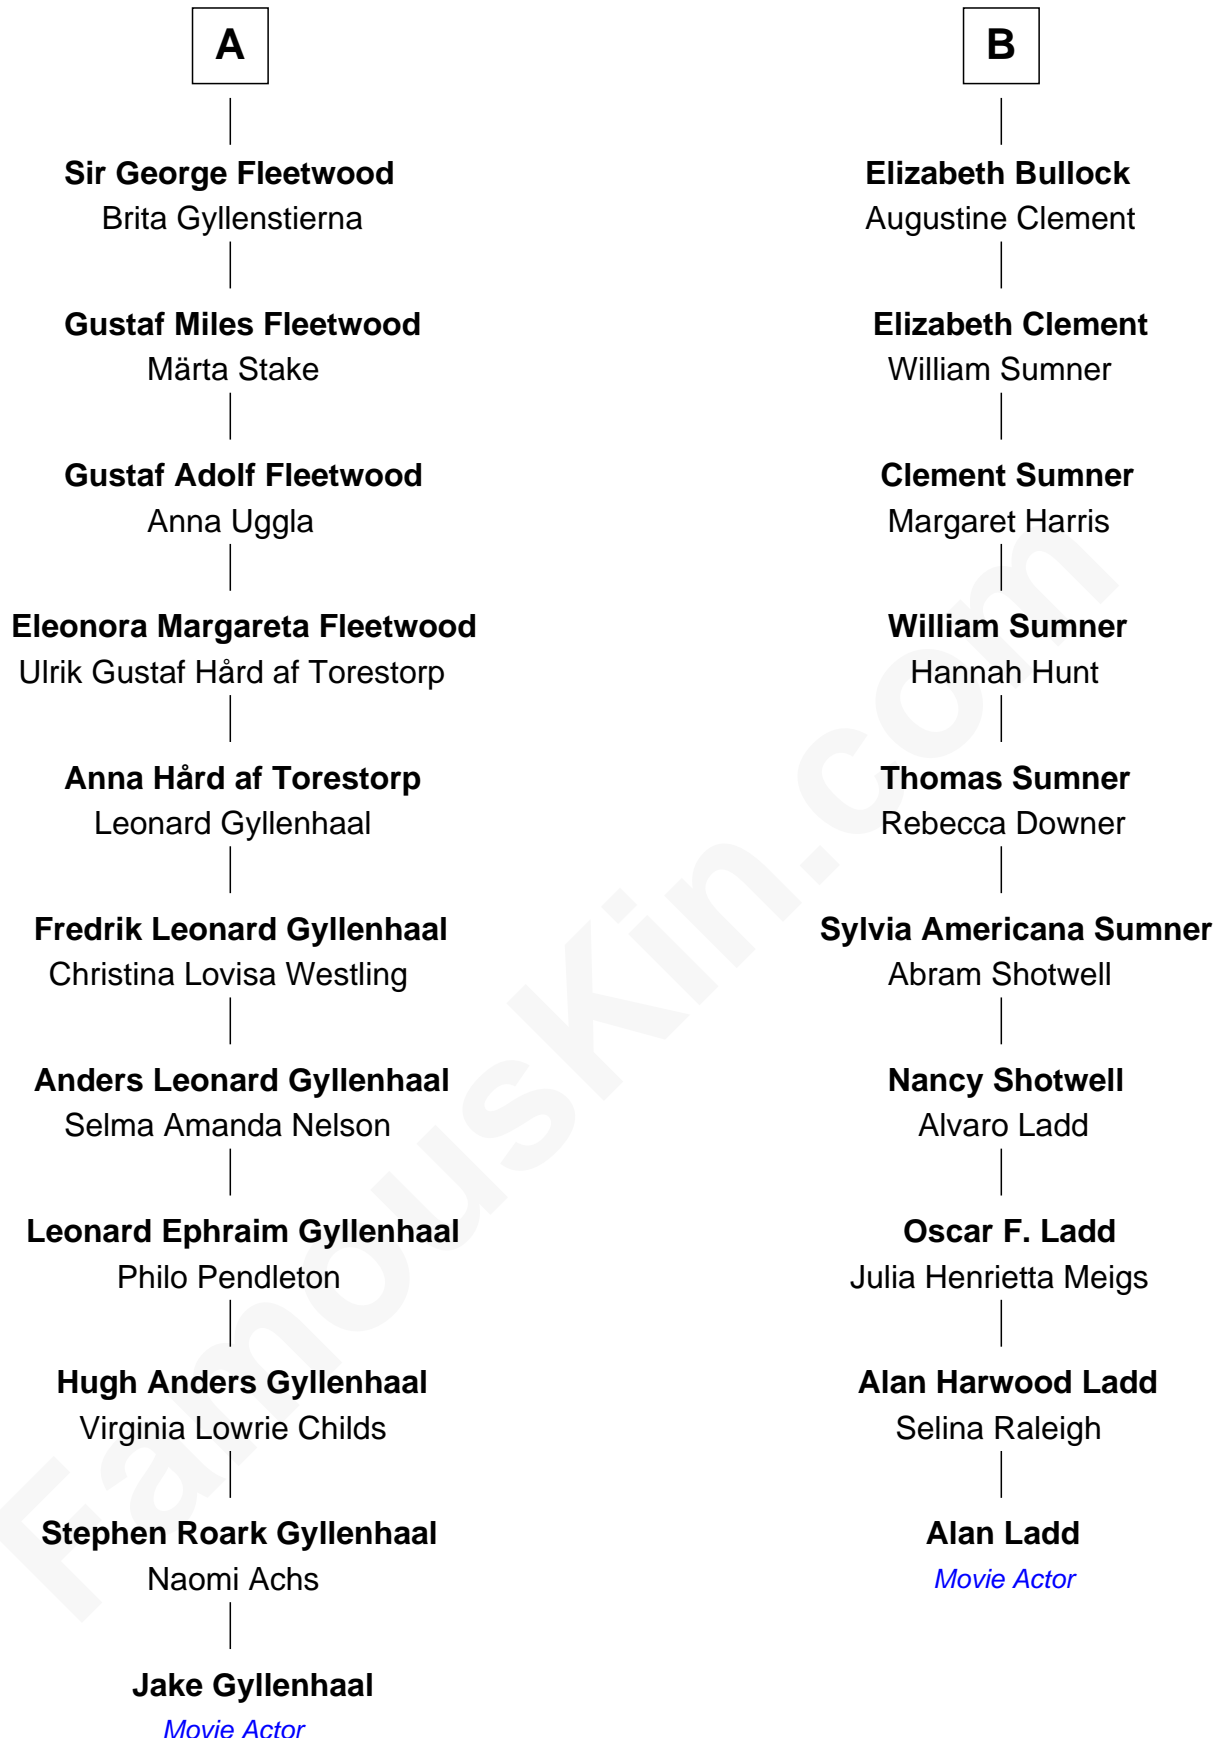 A
Sir George Fleetwood
Brita Gyllenstierna
Gustaf Miles Fleetwood
Märta Stake
Gustaf Adolf Fleetwood
Anna Uggla
Eleonora Margareta Fleetwood
Ulrik Gustaf Hård af Torestorp
Anna Hård af Torestorp
Leonard Gyllenhaal
Fredrik Leonard Gyllenhaal
Christina Lovisa Westling
Anders Leonard Gyllenhaal
Selma Amanda Nelson
Leonard Ephraim Gyllenhaal
Philo Pendleton
Hugh Anders Gyllenhaal
Virginia Lowrie Childs
Stephen Roark Gyllenhaal
Naomi Achs
Jake Gyllenhaal
Movie Actor
B
Elizabeth Bullock
Augustine Clement
Elizabeth Clement
William Sumner
Clement Sumner
Margaret Harris
William Sumner
Hannah Hunt
Thomas Sumner
Rebecca Downer
Sylvia Americana Sumner
Abram Shotwell
Nancy Shotwell
Alvaro Ladd
Oscar F. Ladd
Julia Henrietta Meigs
Alan Harwood Ladd
Selina Raleigh
Alan Ladd
Movie Actor
FamousKin.com